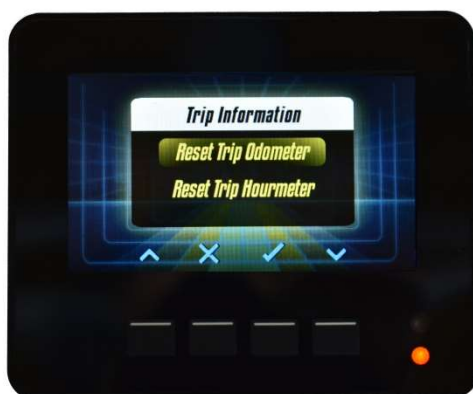 Trip Information
Reset Trip Odometer
Reset Trip Hourmeter